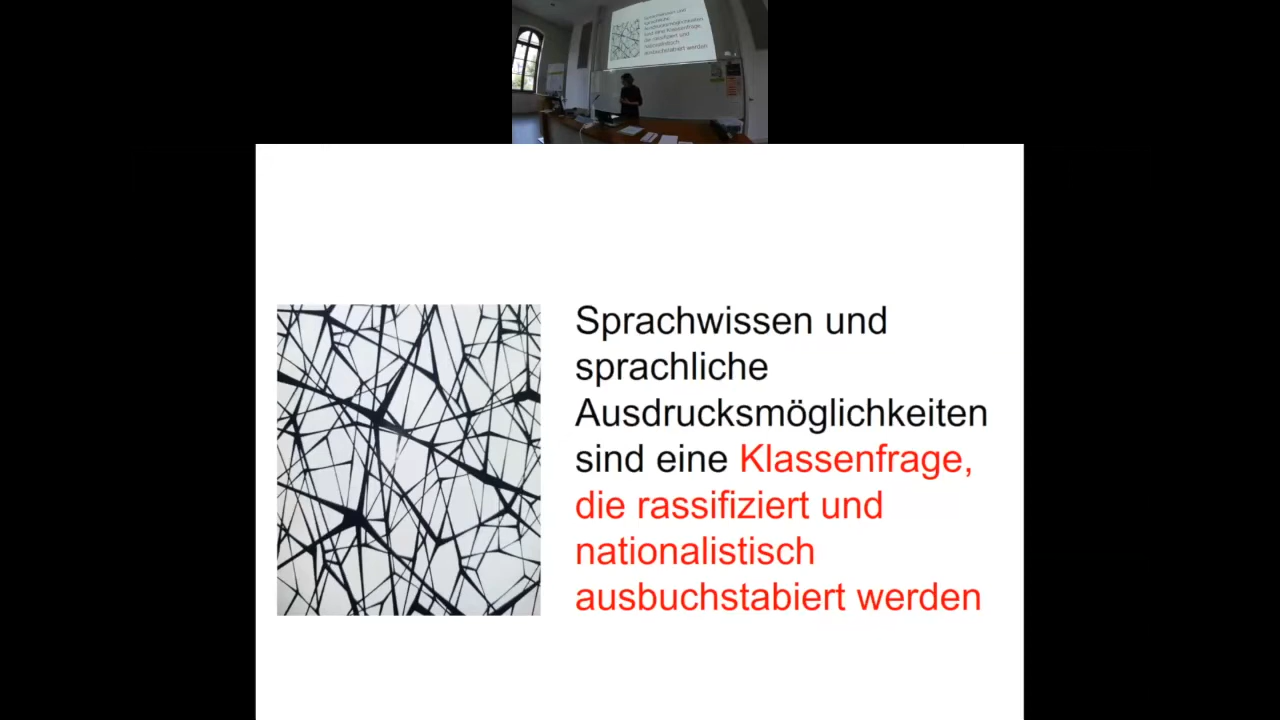 Sprachwissen und
sprachliche
Ausdrucksmöglichkeiten
sind eine Klassenfrage,
die rassifiziert und
nationalistisch
ausbuchstabiert werden